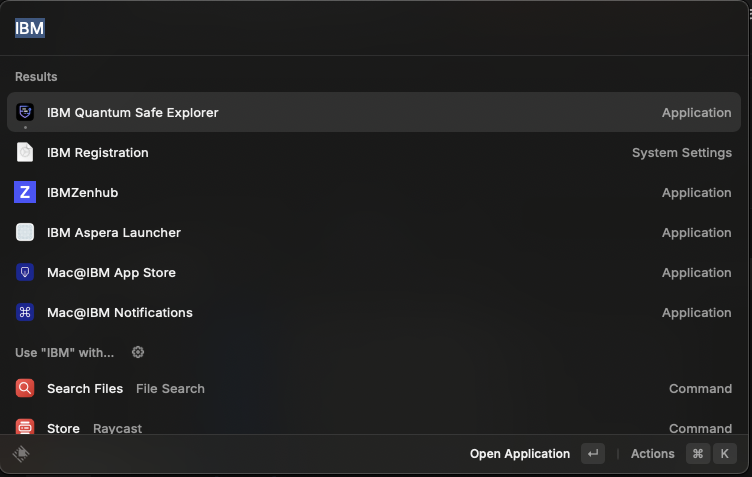 IBM
Results
IBM Quantum Safe Explorer Application
IBM Registration System Settings
Z IBMZenhub Application
IBM Aspera Launcher Application
Mac@IBM App Store Application
⌘ Mac@IBM Notifications Application
Use "IBM" with...
Search Files File Search Command
Store Raycast Command
Open Application ↵ | Actions ⌘ K